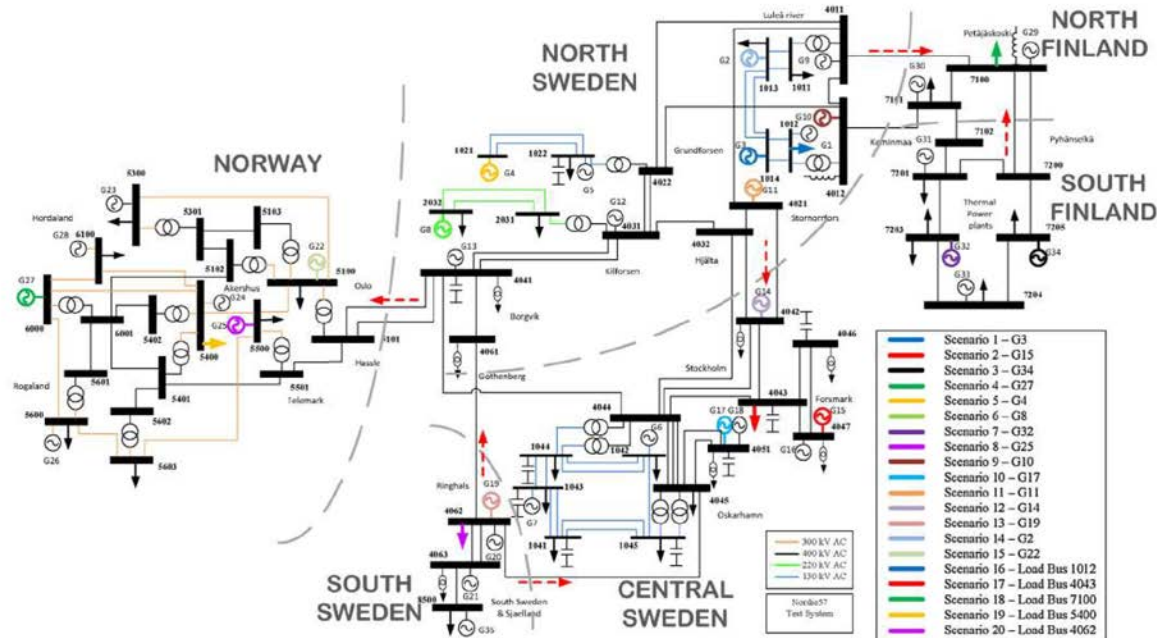 NORTH
SWEDEN
NORTH
FINLAND
SOUTH
FINLAND
NORWAY
SOUTH
SWEDEN
CENTRAL
SWEDEN
4011
Luleå river
G2
G9
1013
1011
G10
1012
G3
G1
1014
G11
4012
4021
Stornorrfors
Petäjäskoski
G29
G30
7100
7101
7102
Pyhänselkä
G31
7200
7201
Thermal
Power
plants
7203
7205
G32
G34
G33
7204
1021
G4
1022
G5
Grundforsen
4022
2032
G8
2031
G12
4031
Kilforsen
4032
Hjälta
G13
4041
Borgvik
4061
Gothenberg
G14
4042
4046
Stockholm
4043
Forsmark
G15
4047
G16
G17
G18
4051
4044
G6
1044
1042
1043
G7
4045
Oskarhamn
1041
1045
Ringhals
G19
4062
G20
4063
G21
South Sweden
& Sjaelland
8500
G35
G23
5300
Hordaland
5301
5103
6100
G28
G22
5102
5100
Oslo
G27
Akershus
G24
G25
6000
6001
5402
5400
5500
5101
Hassle
Rogaland
5601
5401
5501
Telemark
5600
5602
G26
5603
300 kV AC
400 kV AC
220 kV AC
130 kV AC
Nordic57
Test System
Scenario 1 – G3
Scenario 2 – G15
Scenario 3 – G34
Scenario 4 – G27
Scenario 5 – G4
Scenario 6 – G8
Scenario 7 – G32
Scenario 8 – G25
Scenario 9 – G10
Scenario 10 – G17
Scenario 11 – G11
Scenario 12 – G14
Scenario 13 – G19
Scenario 14 – G2
Scenario 15 – G22
Scenario 16 – Load Bus 1012
Scenario 17 – Load Bus 4043
Scenario 18 – Load Bus 7100
Scenario 19 – Load Bus 5400
Scenario 20 – Load Bus 4062